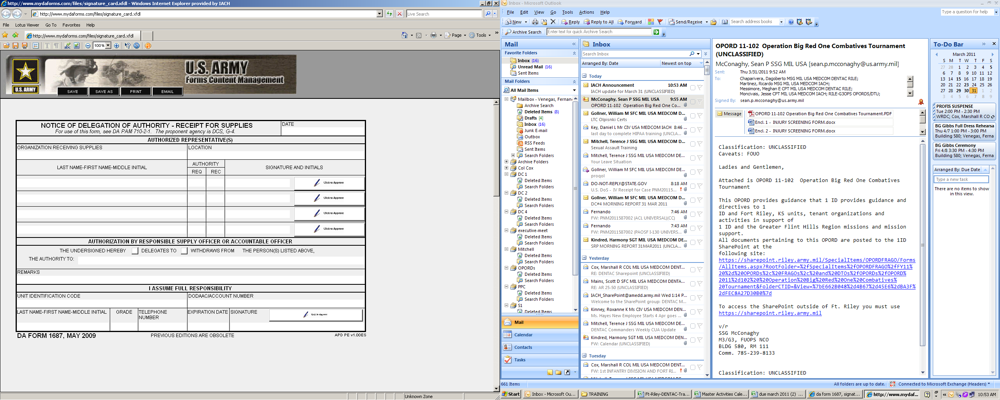 http://www.mydaforms.com/files/signature_card.xfdl - Windows Internet Explorer provided by IACH
http://www.mydaforms.com/files/signature_card.xfdl
Live Search
File Lotus Viewer Go To Favorites Help
http://www.mydaforms.com/files/signature_card.xfdl
Page Tools
100%
U.S. ARMY
Forms Content Management
U.S. ARMY
SAVE SAVE AS PRINT EMAIL
NOTICE OF DELEGATION OF AUTHORITY - RECEIPT FOR SUPPLIES
For use of this form, see DA PAM 710-2-1. The proponent agency is DCS, G-4.
DATE
AUTHORIZED REPRESENTATIVE(S)
ORGANIZATION RECEIVING SUPPLIES LOCATION
LAST NAME-FIRST NAME-MIDDLE INITIAL AUTHORITY SIGNATURE AND INITIALS
REQ REC
Click to Approve
Click to Approve
Click to Approve
Click to Approve
AUTHORIZATION BY RESPONSIBLE SUPPLY OFFICER OR ACCOUNTABLE OFFICER
THE UNDERSIGNED HEREBY DELEGATES TO WITHDRAWS FROM THE PERSON(S) LISTED ABOVE,
THE AUTHORITY TO:
REMARKS
I ASSUME FULL RESPONSIBILITY
UNIT IDENTIFICATION CODE DODAAC/ACCOUNT NUMBER
LAST NAME-FIRST NAME-MIDDLE INITIAL GRADE TELEPHONE NUMBER EXPIRATION DATE SIGNATURE
Click to Approve
DA FORM 1687, MAY 2009 PREVIOUS EDITIONS ARE OBSOLETE APD PE v1.00ES
Unknown Zone
Inbox - Microsoft Outlook
File Edit View Go Tools Actions Help
Type a question for help
New Reply Reply to All Forward Send/Receive Search address books
Archive Search Enter text for quick Archive Search
Mail
Favorite Folders
Inbox (16)
Unread Mail (16)
Sent Items
Mail Folders
All Mail Items
Mailbox - Venegas, Fernan
Archive Search
Deleted Items (8)
Drafts [4]
Inbox (16)
Junk E-mail
Outbox
RSS Feeds
Sent Items
Search Folders
Archive Folders
Col Cox
DC 1
Deleted Items
Search Folders
DC 2
Deleted Items
Search Folders
DC 4
Deleted Items
Search Folders
executive-meet
Deleted Items
Search Folders
Mitchell
Deleted Items
Search Folders
OPORDs
Deleted Items
Search Folders
PPC
Deleted Items
Search Folders
S1
Deleted Items
Mail
Calendar
Contacts
Tasks
Inbox
Search Inbox
Arranged By: Date Newest on top
Today
IACH Announcement 10:53 AM
IACH update for March 31 (UNCLASSIFIED)
McConaghy, Sean P SSG MIL USA 9:55 AM
OPORD 11-102 Operation Big Red One Co...
Gollner, William M SFC MIL USA MEDCOM D...
LTC Olpisnki Certs
Key, Daniel L Mr CIV USA MEDCOM IACH 8:46 ...
last day to complete HIPAA training (UNCLA...
Mitchell, Terence J SSG MIL USA MEDCOM D...
Sexual Assault Training
Mitchell, Terence J SSG MIL USA MEDCOM DE...
Your Leave Situation
Gollner, William M SFC MIL USA MEDCOM DE...
proqol
DO-NOT-REPLY@STATE.GOV 8:18 AM
U.S. DoS - IV Receipt for Case PNM20115...
Gollner, William M SFC MIL USA MEDCOM D...
DC#4 MORNING REPORT 31 MAR 2011
Fernando 7:46 AM
FW: PNM2011587002 (ACL UNIVERSAL)(CC)
Fernando 7:43 AM
FW: PNM2011587002 (PAOSF I-130 UNIVERS...
Kindred, Harmony SGT MIL USA MEDCOM DE...
SRP MORNING REPORT 31MAR2011 (UNCLA...
Yesterday
Cox, Marshall R COL MIL USA MEDCOM DENT...
RE: DENTAC Sharepoint (UNCLASSIFIED)
Mains, Scott D SFC MIL USA MEDCOM DENTA...
RE: AR 25-50 (UNCLASSIFIED)
IACH_SharePoint@amedd.army.mil Wed 1:14 P...
Welcome to the SharePoint group: DENTAC M...
Kinney, Roxanne K Ms CIV USA MEDCOM DEN...
Ms. Hayes New Employee Starts 4 Apr goes ...
Mitchell, Terence J SSG MIL USA MEDCOM DE...
DENTAC Commanders Weekly CUA Update
Kindred, Harmony SGT MIL USA MEDCOM DEN...
FW: Calendar (UNCLASSIFIED)
Tuesday
Cox, Marshall R COL MIL USA MEDCOM DENT...
FW: 1st INFANTRY DIVISION AND FORT RI...
OPORD 11-102 Operation Big Red One Combatives Tournament
(UNCLASSIFIED)
McConaghy, Sean P SSG MIL USA [sean.p.mcconaghy@us.army.mil]
Sent: Thu 3/31/2011 9:52 AM
To: Chaparivera, Dagoberto MSG MIL USA MEDCOM DENTAC RILE;
Martinez, Ricardo MSG MIL USA MEDCOM IACH;
Messimore, Meghan E CPT MIL USA MEDCOM DENTAC RILE;
Moncivais, Jesse CPT MIL USA MEDCOM IACH; RILE-G3OPS OPORDS/DTU;
Signed By: sean.p.mcconaghy@us.army.mil
Message OPORD 11-102 Operation Big Red One Combatives Tournament.PDF
Encl. 1 - INJURY SCREENING FORM.docx
Encl. 2 - INJURY SCREENING FORM.docx
Classification: UNCLASSIFIED
Caveats: FOUO
Ladies and Gentlemen,
Attached is OPORD 11-102 Operation Big Red One Combatives
Tournament
This OPORD provides guidance that 1 ID provides guidance and
directives to 1
ID and Fort Riley, KS units, tenant organizations and
activities in support of
1 ID and the Greater Flint Hills Region missions and mission
support.
All documents pertaining to this OPORD are posted to the 1ID
SharePoint at the
following site:
https://sharepoint.riley.army.mil/SpecialItems/OPORDFRAGO/Forms
/AllItems.aspx?RootFolder=%2fSpecialItems%2fOPORDFRAGO%2fFY11%
20%2d%20OPORDs%2c%20FRAGOs%2c%20and%20DTOs%2fOPORDs%2fOPORD%
2011%2d102%20%20Operation%20Big%20Red%20One%20Combatives%
20Tournament&FolderCTID=&View=%7bE662B048%2d4B67%2d45E6%2dBA3F%
2dFEC8A27D30B0%7d
To access the SharePoint outside of Ft. Riley you must use
https://sharepoint.riley.army.mil
v/r
SSG McConaghy
M3/G3, FUOPS NCO
BLDG 580, RM 111
Comm. 785-239-8133
Classification: UNCLASSIFIED
To-Do Bar
March 2011
S M T W T F S
27 28 1 2 3 4 5
6 7 8 9 10 11 12
13 14 15 16 17 18 19
20 21 22 23 24 25 26
27 28 29 30 31 1 2
3 4 5 6 7 8 9
PROFIS SUSPENSE
Tue 2:00 PM - 2:30 PM
WRDC; Cox, Marshall R CO
BG Gibbs Full Dress Rehearsa
Thu 4/7 1:00 PM - 3:00 PM
Building 580; Venegas, Ferna
BG Gibbs Ceremony
Fri 4/8 3:30 PM - 4:30 PM
Building 580; Venegas, Ferna
Arranged By: Due Date
Type a new task
There are no items to show
in this view.
661 Items All folders are up to date. Connected to Microsoft Exchange (Headers)
Start Inbox - Microsoft Ou... TRAINING Ft-Riley-DENTAC-Tra... Master Activities Cale... due march 2011 (2) ... da form 1687, signat... http://www.mydaf... 10:53 AM